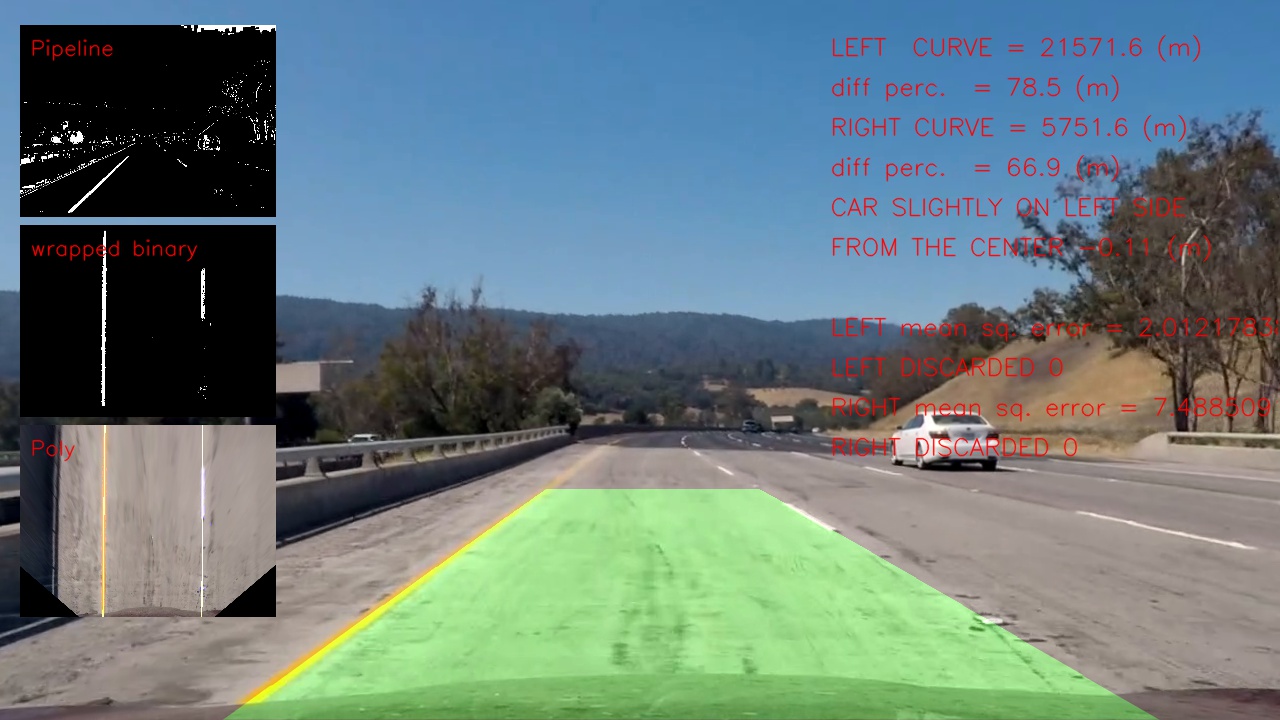 Pipeline
wrapped binary
Poly
LEFT  CURVE = 21571.6 (m)
diff perc.  = 78.5 (m)
RIGHT CURVE = 5751.6 (m)
diff perc.  = 66.9 (m)
CAR SLIGHTLY ON LEFT SIDE
FROM THE CENTER -0.11 (m)
LEFT mean sq. error = 2.0121783
LEFT DISCARDED 0
RIGHT mean sq. error = 7.488509
RIGHT DISCARDED 0